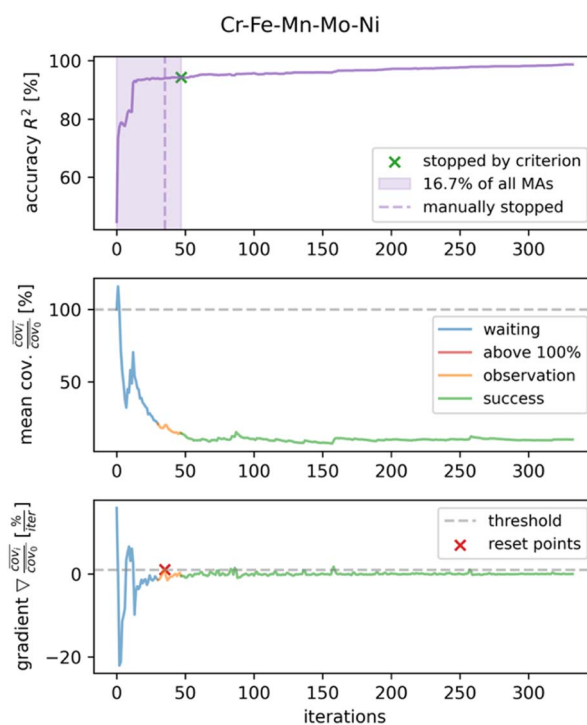 Cr-Fe-Mn-Mo-Ni
accuracy R² [%]
100
80
60
stopped by criterion
16.7% of all MAs
manually stopped
0 50 100 150 200 250 300
mean cov. cov_i/cov_0 [%]
100
50
waiting
above 100%
observation
success
0 50 100 150 200 250 300
gradient ∇ cov_i/cov_0 [%/iter]
0
−20
threshold
reset points
0 50 100 150 200 250 300
iterations